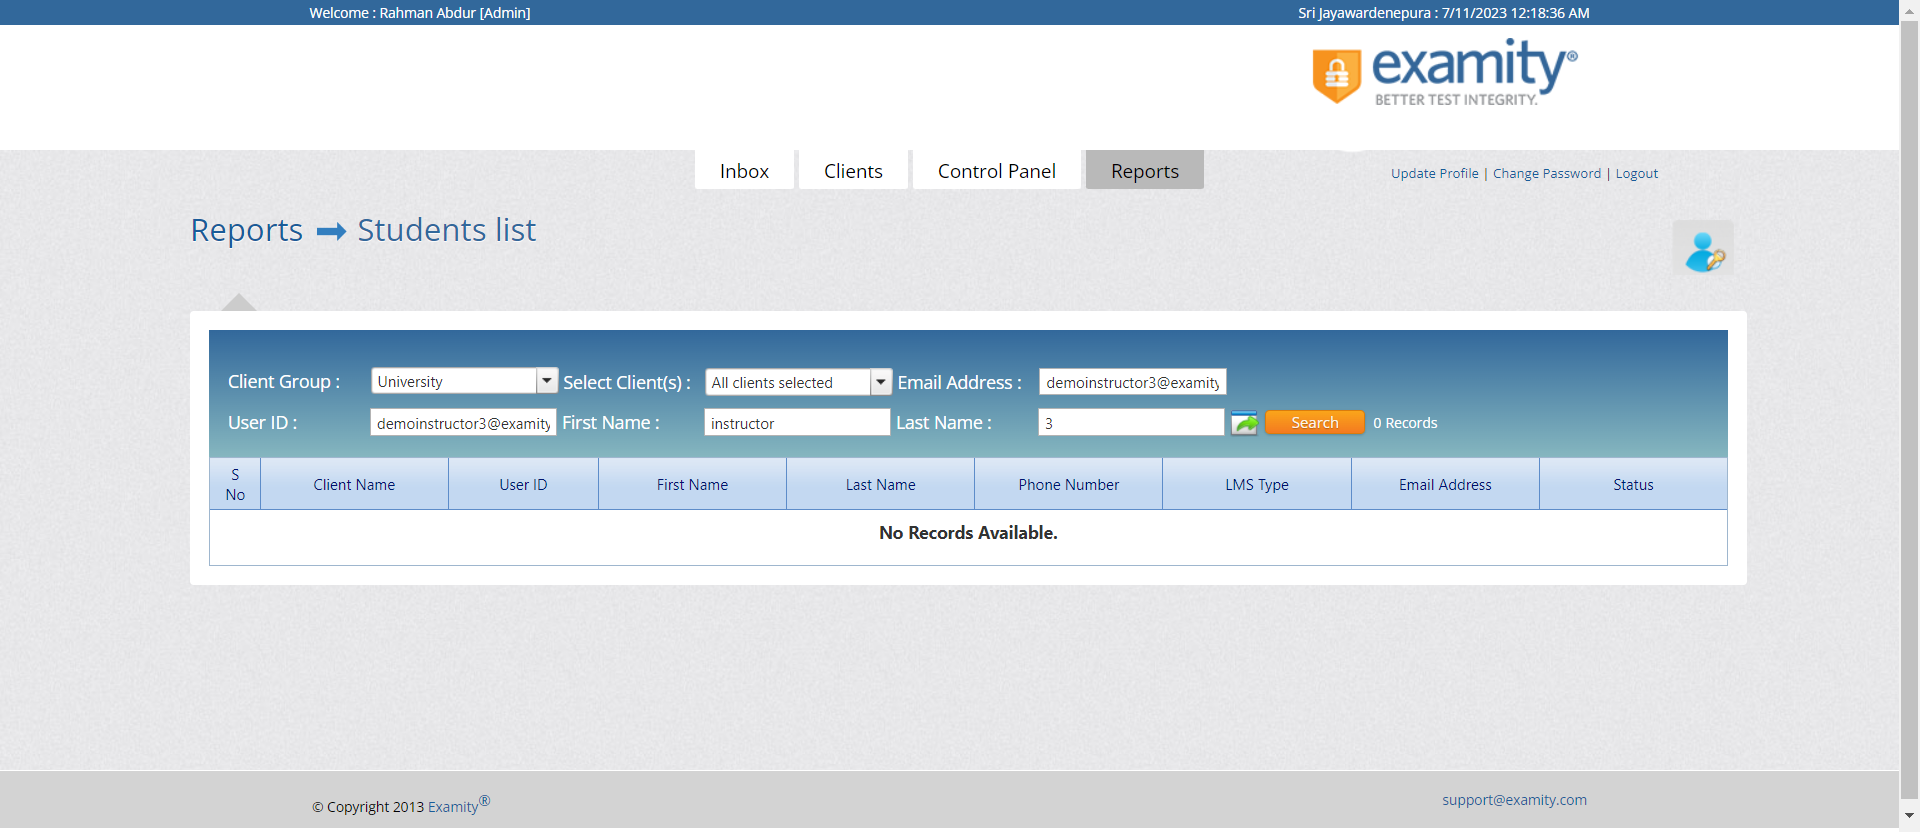 Welcome : Rahman Abdur [Admin]
Sri Jayawardenepura : 7/11/2023 12:18:36 AM
examity®
BETTER TEST INTEGRITY.
Inbox
Clients
Control Panel
Reports
Update Profile | Change Password | Logout
Reports Students list
Client Group : University Select Client(s) : All clients selected Email Address : demoinstructor3@examity
User ID : demoinstructor3@examity First Name : instructor Last Name : 3 Search 0 Records
S No
Client Name
User ID
First Name
Last Name
Phone Number
LMS Type
Email Address
Status
No Records Available.
© Copyright 2013 Examity®
support@examity.com